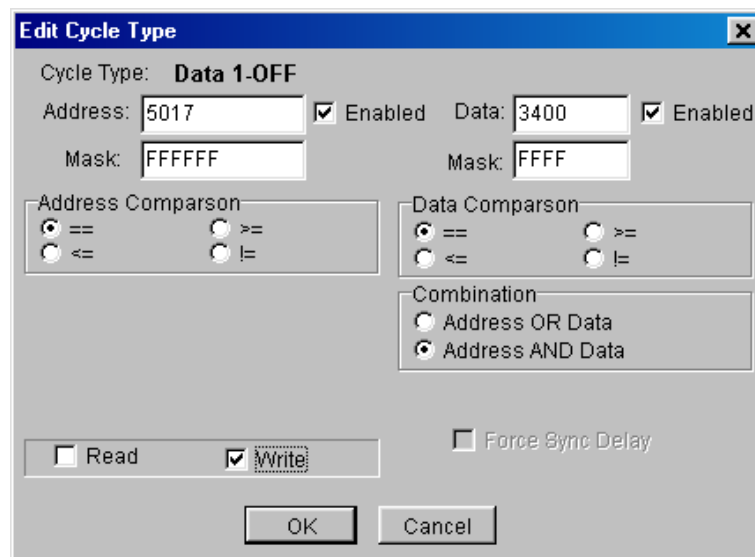 Edit Cycle Type
Cycle Type: Data 1-OFF
Address: 5017 Enabled Data: 3400 Enabled
Mask: FFFFFF Mask: FFFF
Address Comparson Data Comparson
== >= == >=
<= != <= !=
Combination
Address OR Data
Address AND Data
Read Write Force Sync Delay
OK Cancel